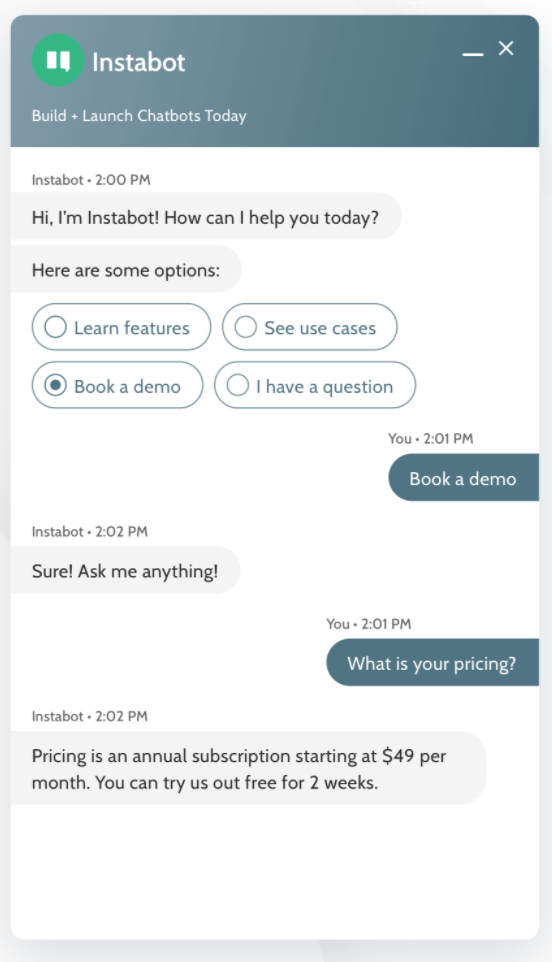 Instabot
Build + Launch Chatbots Today
Instabot • 2:00 PM
Hi, I'm Instabot! How can I help you today?
Here are some options:
Learn features
See use cases
Book a demo
I have a question
You • 2:01 PM
Book a demo
Instabot • 2:02 PM
Sure! Ask me anything!
You • 2:01 PM
What is your pricing?
Instabot • 2:02 PM
Pricing is an annual subscription starting at $49 per
month. You can try us out free for 2 weeks.